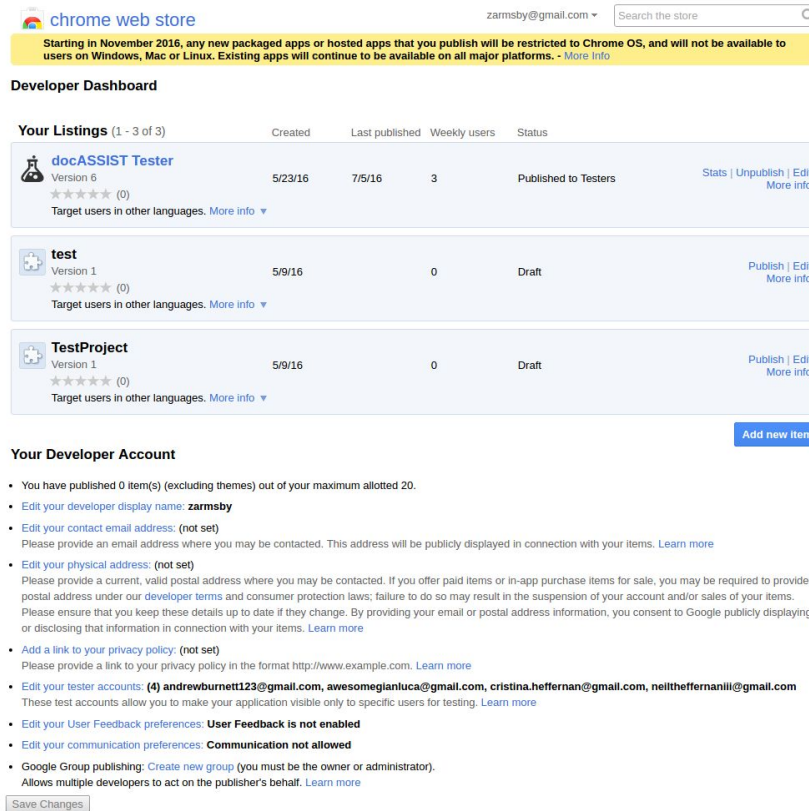 chrome web store
zarmsby@gmail.com
Search the store
Starting in November 2016, any new packaged apps or hosted apps that you publish will be restricted to Chrome OS, and will not be available to
users on Windows, Mac or Linux. Existing apps will continue to be available on all major platforms. - More Info
Developer Dashboard
Your Listings (1 - 3 of 3) Created Last published Weekly users Status
docASSIST Tester
Version 6 5/23/16 7/5/16 3 Published to Testers Stats | Unpublish | Edi
(0) More info
Target users in other languages. More info
test
Version 1 5/9/16 0 Draft Publish | Edi
(0) More info
Target users in other languages. More info
TestProject
Version 1 5/9/16 0 Draft Publish | Edi
(0) More info
Target users in other languages. More info
Add new item
Your Developer Account
• You have published 0 item(s) (excluding themes) out of your maximum allotted 20.
• Edit your developer display name: zarmsby
• Edit your contact email address: (not set)
Please provide an email address where you may be contacted. This address will be publicly displayed in connection with your items. Learn more
• Edit your physical address: (not set)
Please provide a current, valid postal address where you may be contacted. If you offer paid items or in-app purchase items for sale, you may be required to provide
postal address under our developer terms and consumer protection laws; failure to do so may result in the suspension of your account and/or sales of your items.
Please ensure that you keep these details up to date if they change. By providing your email or postal address information, you consent to Google publicly displaying
or disclosing that information in connection with your items. Learn more
• Add a link to your privacy policy: (not set)
Please provide a link to your privacy policy in the format http://www.example.com. Learn more
• Edit your tester accounts: (4) andrewburnett123@gmail.com, awesomegianluca@gmail.com, cristina.heffernan@gmail.com, neiltheffernaniii@gmail.com
These test accounts allow you to make your application visible only to specific users for testing. Learn more
• Edit your User Feedback preferences: User Feedback is not enabled
• Edit your communication preferences: Communication not allowed
• Google Group publishing: Create new group (you must be the owner or administrator).
Allows multiple developers to act on the publisher's behalf. Learn more
Save Changes